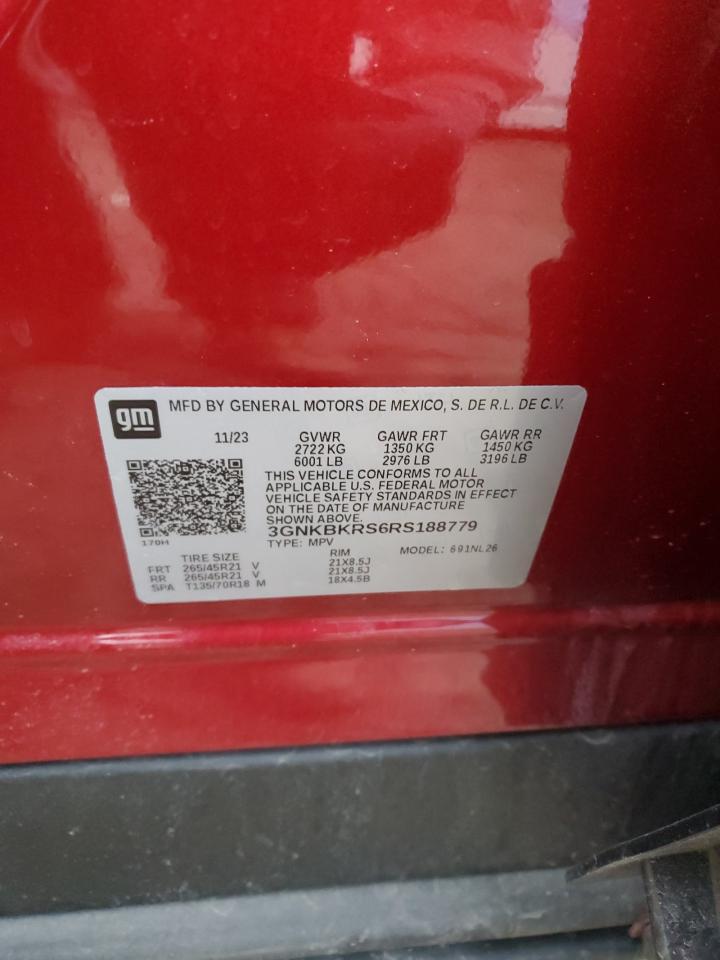 gm MFD BY GENERAL MOTORS DE MEXICO, S. DE R.L. DE C.V.
11/23 GVWR GAWR FRT GAWR RR
2722 KG 1350 KG 1450 KG
6001 LB 2976 LB 3196 LB
THIS VEHICLE CONFORMS TO ALL
APPLICABLE U.S. FEDERAL MOTOR
VEHICLE SAFETY STANDARDS IN EFFECT
ON THE DATE OF MANUFACTURE
SHOWN ABOVE.
3GNKBKRS6RS188779
170H
TYPE: MPV MODEL: 691NL26
TIRE SIZE RIM
FRT 265/45R21 V 21X8.5J
RR 265/45R21 V 21X8.5J
SPA T135/70R18 M 18X4.5B